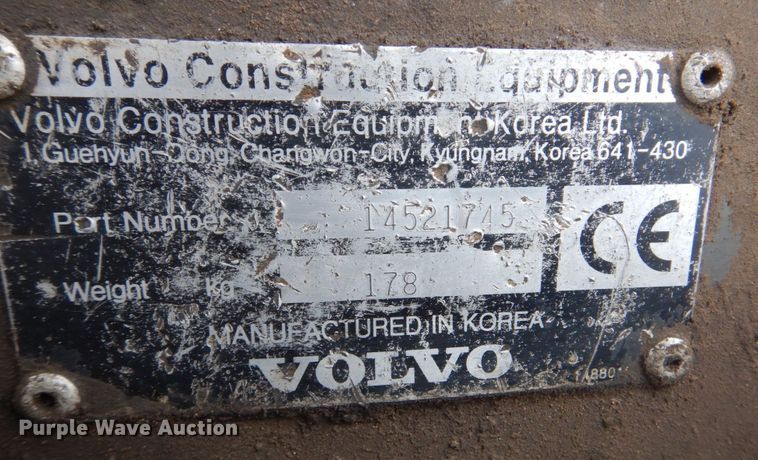 Volvo Construction Equipment
Volvo Construction Equipment Korea Ltd.
1, Guehyun-Dong, Changwon-City, Kyungnam, Korea 641-430
Part Number 14521745
Weight kg 178
CE
MANUFACTURED IN KOREA
VOLVO
Purple Wave Auction